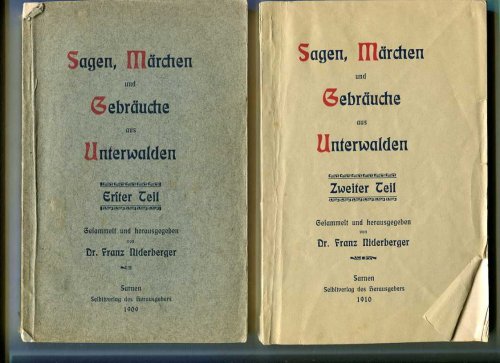 Sagen, Märchen
und
Gebräuche
aus
Unterwalden
Erster Teil
Gesammelt und herausgegeben
von
Dr. Franz Niderberger
Sarnen
Selbstverlag des Herausgebers
1909
Sagen, Märchen
und
Gebräuche
aus
Unterwalden
Zweiter Teil
Gesammelt und herausgegeben
von
Dr. Franz Niderberger
Sarnen
Selbstverlag des Herausgebers
1910